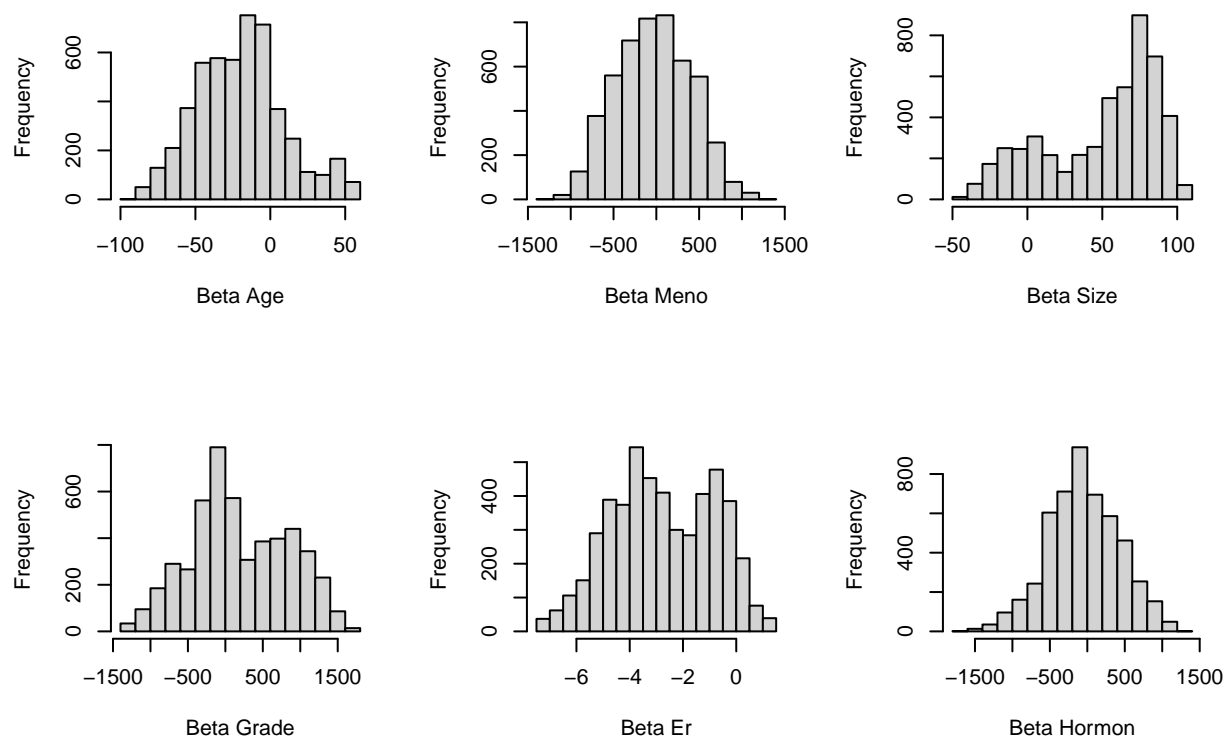 Frequency
0 200 600
−100 −50 0 50
Beta Age
Frequency
0 200 600
−1500 −500 500 1500
Beta Meno
Frequency
0 400 800
−50 0 50 100
Beta Size
Frequency
0 200 600
−1500 −500 500 1500
Beta Grade
Frequency
0 200 400
−6 −4 −2 0
Beta Er
Frequency
0 400 800
−1500 −500 500 1500
Beta Hormon